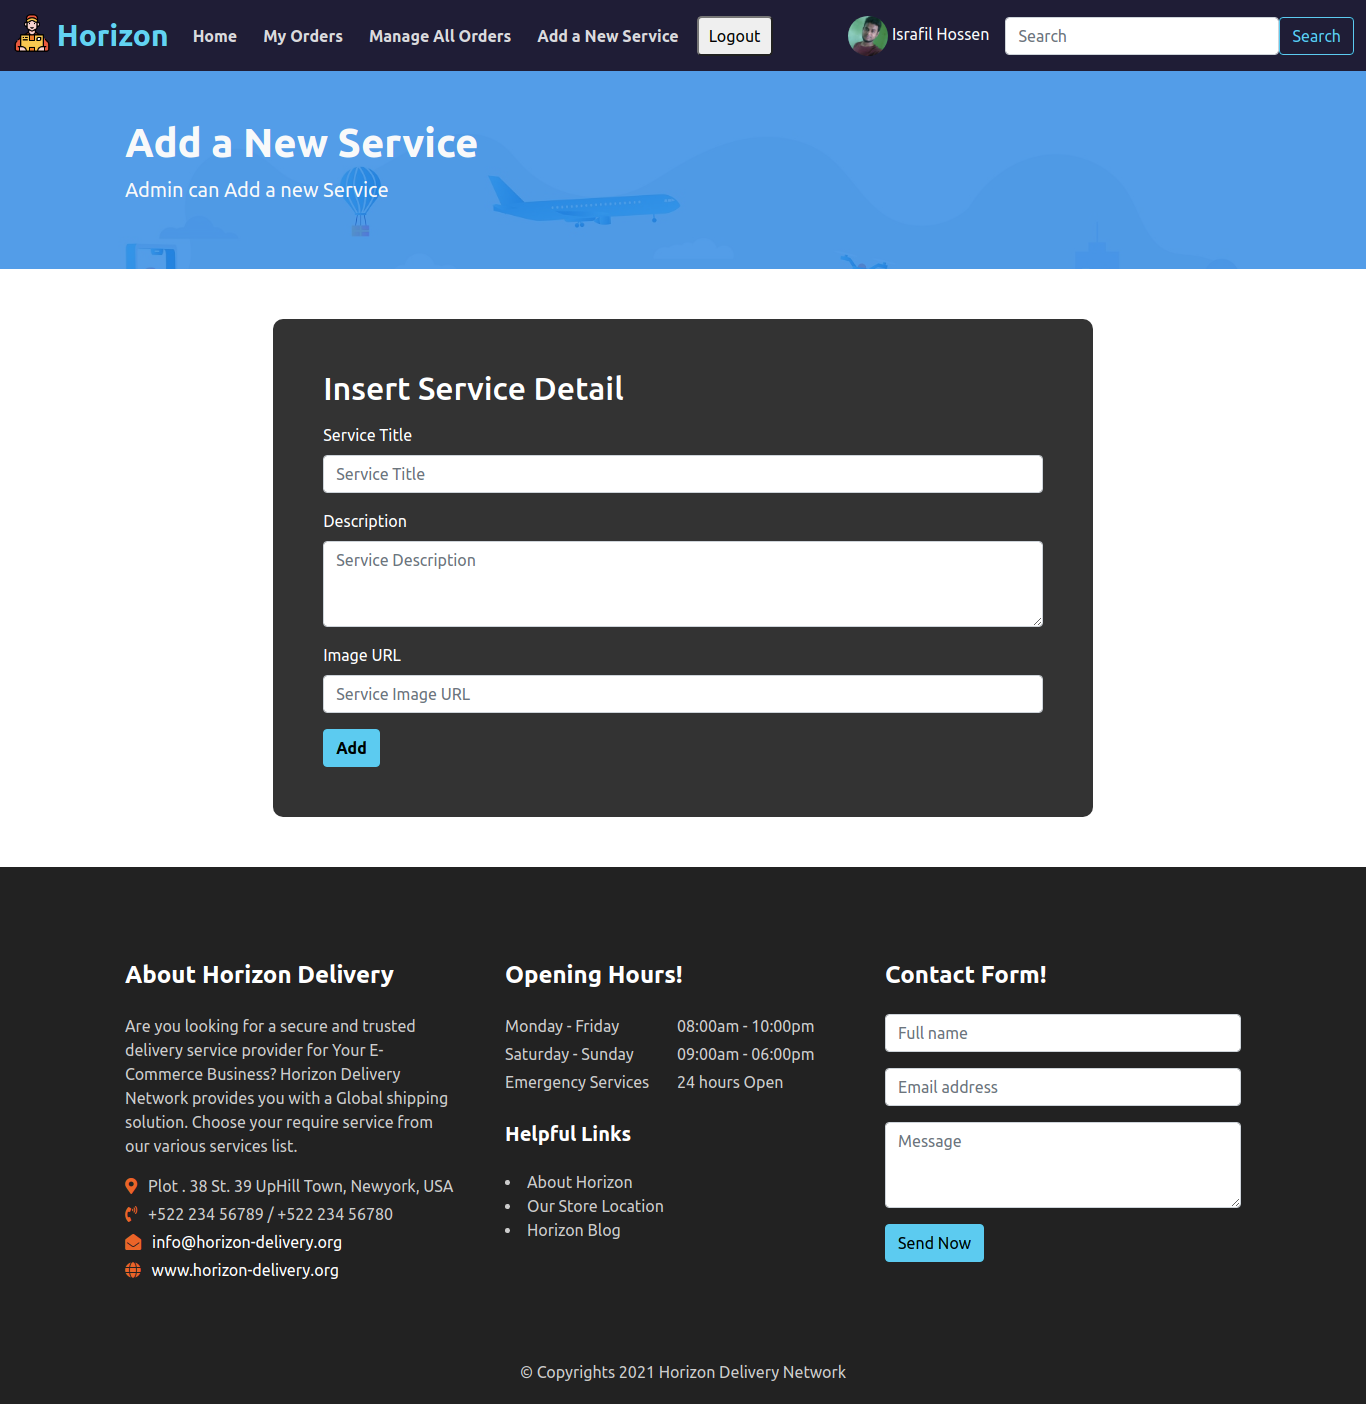 Horizon Home My Orders Manage All Orders Add a New Service Logout Israfil Hossen Search Search
Add a New Service
Admin can Add a new Service
Insert Service Detail
Service Title
Service Title
Description
Service Description
Image URL
Service Image URL
Add
About Horizon Delivery
Are you looking for a secure and trusted
delivery service provider for Your E-
Commerce Business? Horizon Delivery
Network provides you with a Global shipping
solution. Choose your require service from
our various services list.
Plot . 38 St. 39 UpHill Town, Newyork, USA
+522 234 56789 / +522 234 56780
info@horizon-delivery.org
www.horizon-delivery.org
Opening Hours!
Monday - Friday 08:00am - 10:00pm
Saturday - Sunday 09:00am - 06:00pm
Emergency Services 24 hours Open
Helpful Links
• About Horizon
• Our Store Location
• Horizon Blog
Contact Form!
Full name
Email address
Message
Send Now
© Copyrights 2021 Horizon Delivery Network